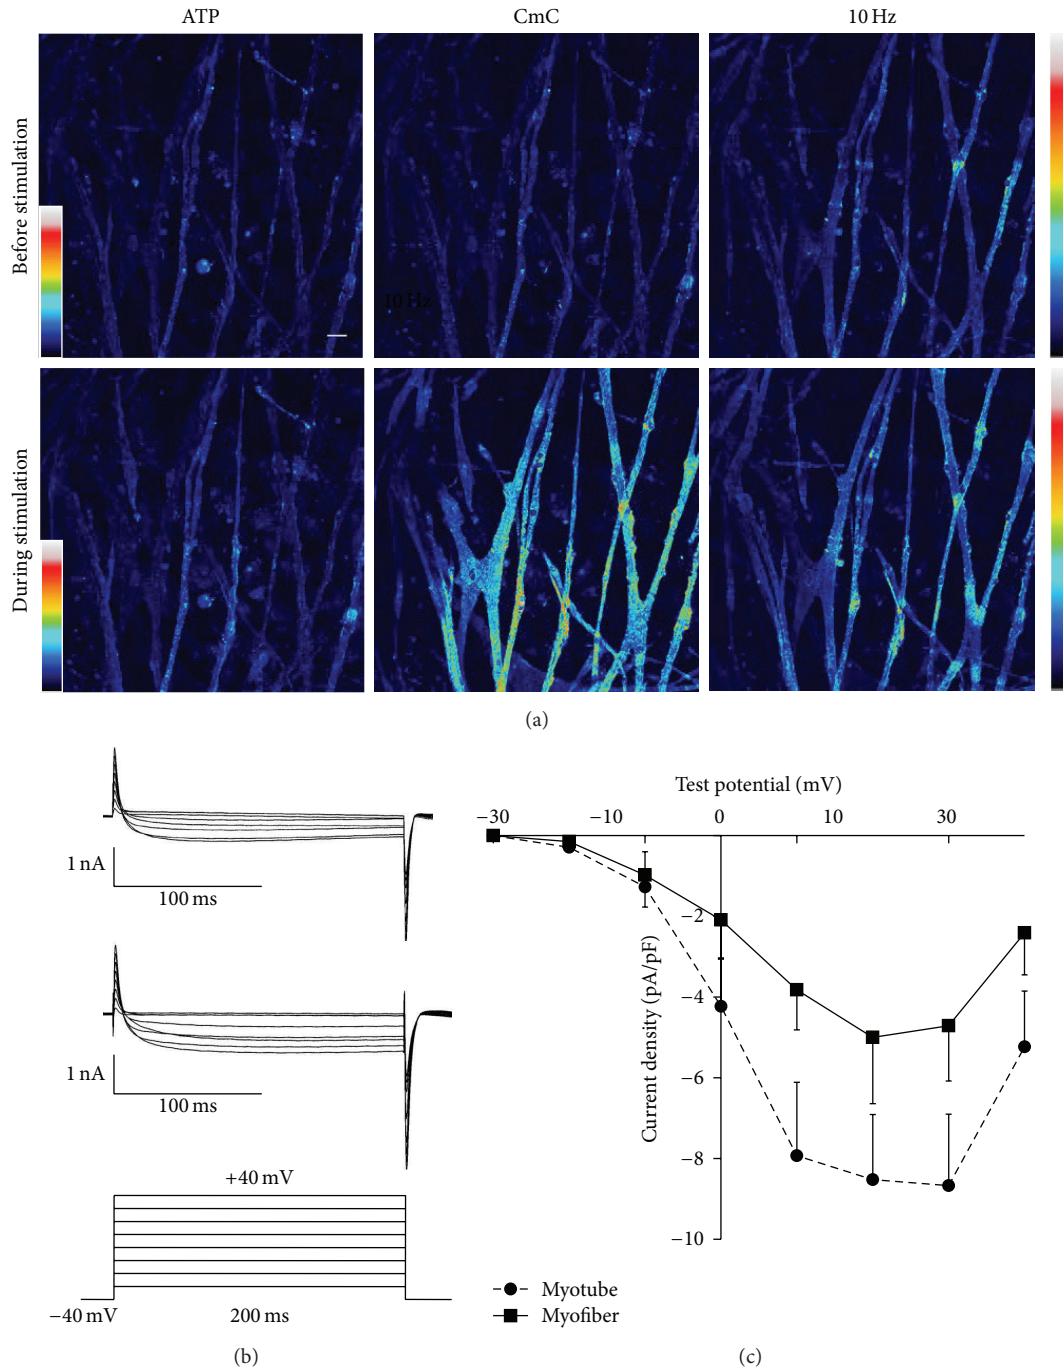 ATP CmC 10 Hz
Before stimulation
10 Hz
During stimulation
(a)
1 nA
100 ms
1 nA
100 ms
+40 mV
−40 mV 200 ms
(b)
Test potential (mV)
−30 −10 0 10 30
−2
−4
−6
−8
−10
Current density (pA/pF)
Myotube
Myofiber
(c)